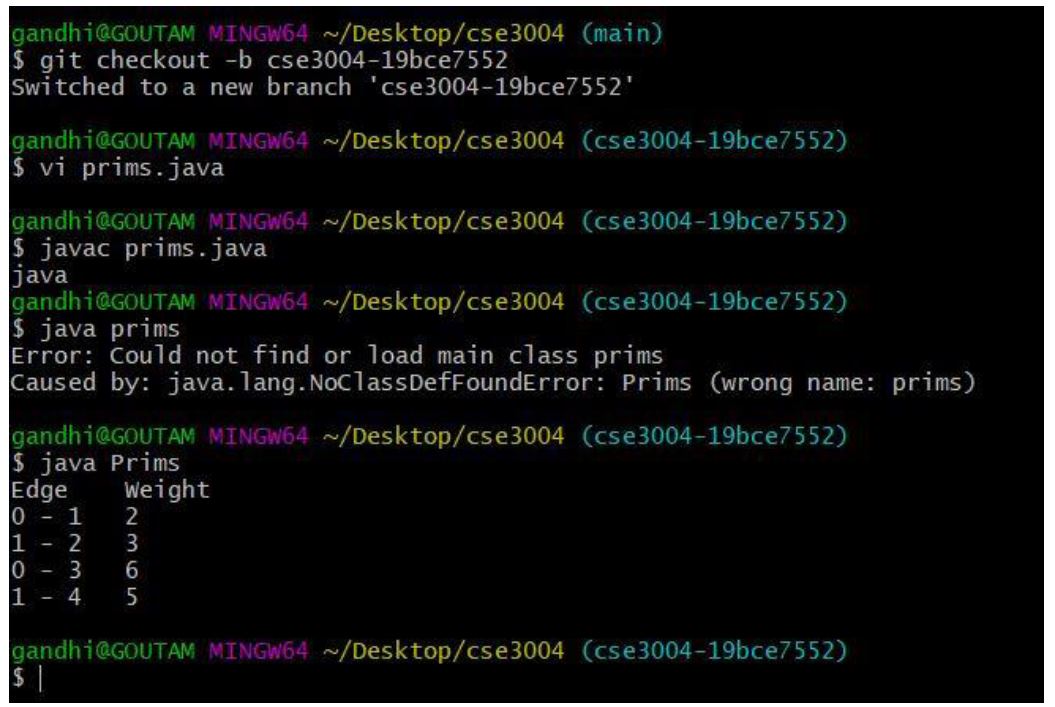 gandhi@GOUTAM MINGW64 ~/Desktop/cse3004 (main)
$ git checkout -b cse3004-19bce7552
Switched to a new branch 'cse3004-19bce7552'
gandhi@GOUTAM MINGW64 ~/Desktop/cse3004 (cse3004-19bce7552)
$ vi prims.java
gandhi@GOUTAM MINGW64 ~/Desktop/cse3004 (cse3004-19bce7552)
$ javac prims.java
java
gandhi@GOUTAM MINGW64 ~/Desktop/cse3004 (cse3004-19bce7552)
$ java prims
Error: Could not find or load main class prims
Caused by: java.lang.NoClassDefFoundError: Prims (wrong name: prims)
gandhi@GOUTAM MINGW64 ~/Desktop/cse3004 (cse3004-19bce7552)
$ java Prims
Edge Weight
0 - 1 2
1 - 2 3
0 - 3 6
1 - 4 5
gandhi@GOUTAM MINGW64 ~/Desktop/cse3004 (cse3004-19bce7552)
$